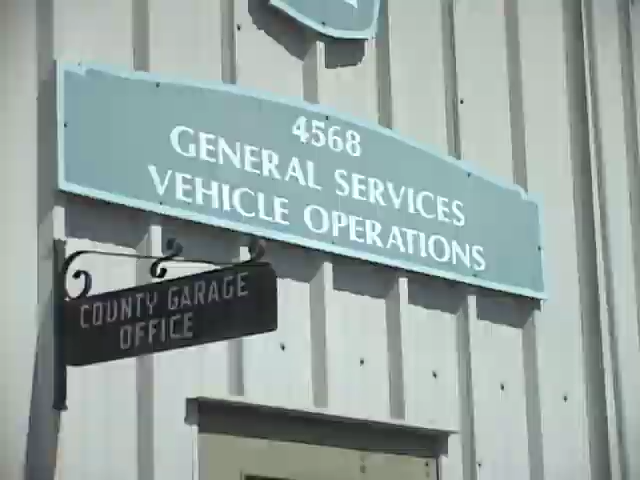 4568
GENERAL SERVICES
VEHICLE OPERATIONS
COUNTY GARAGE
OFFICE